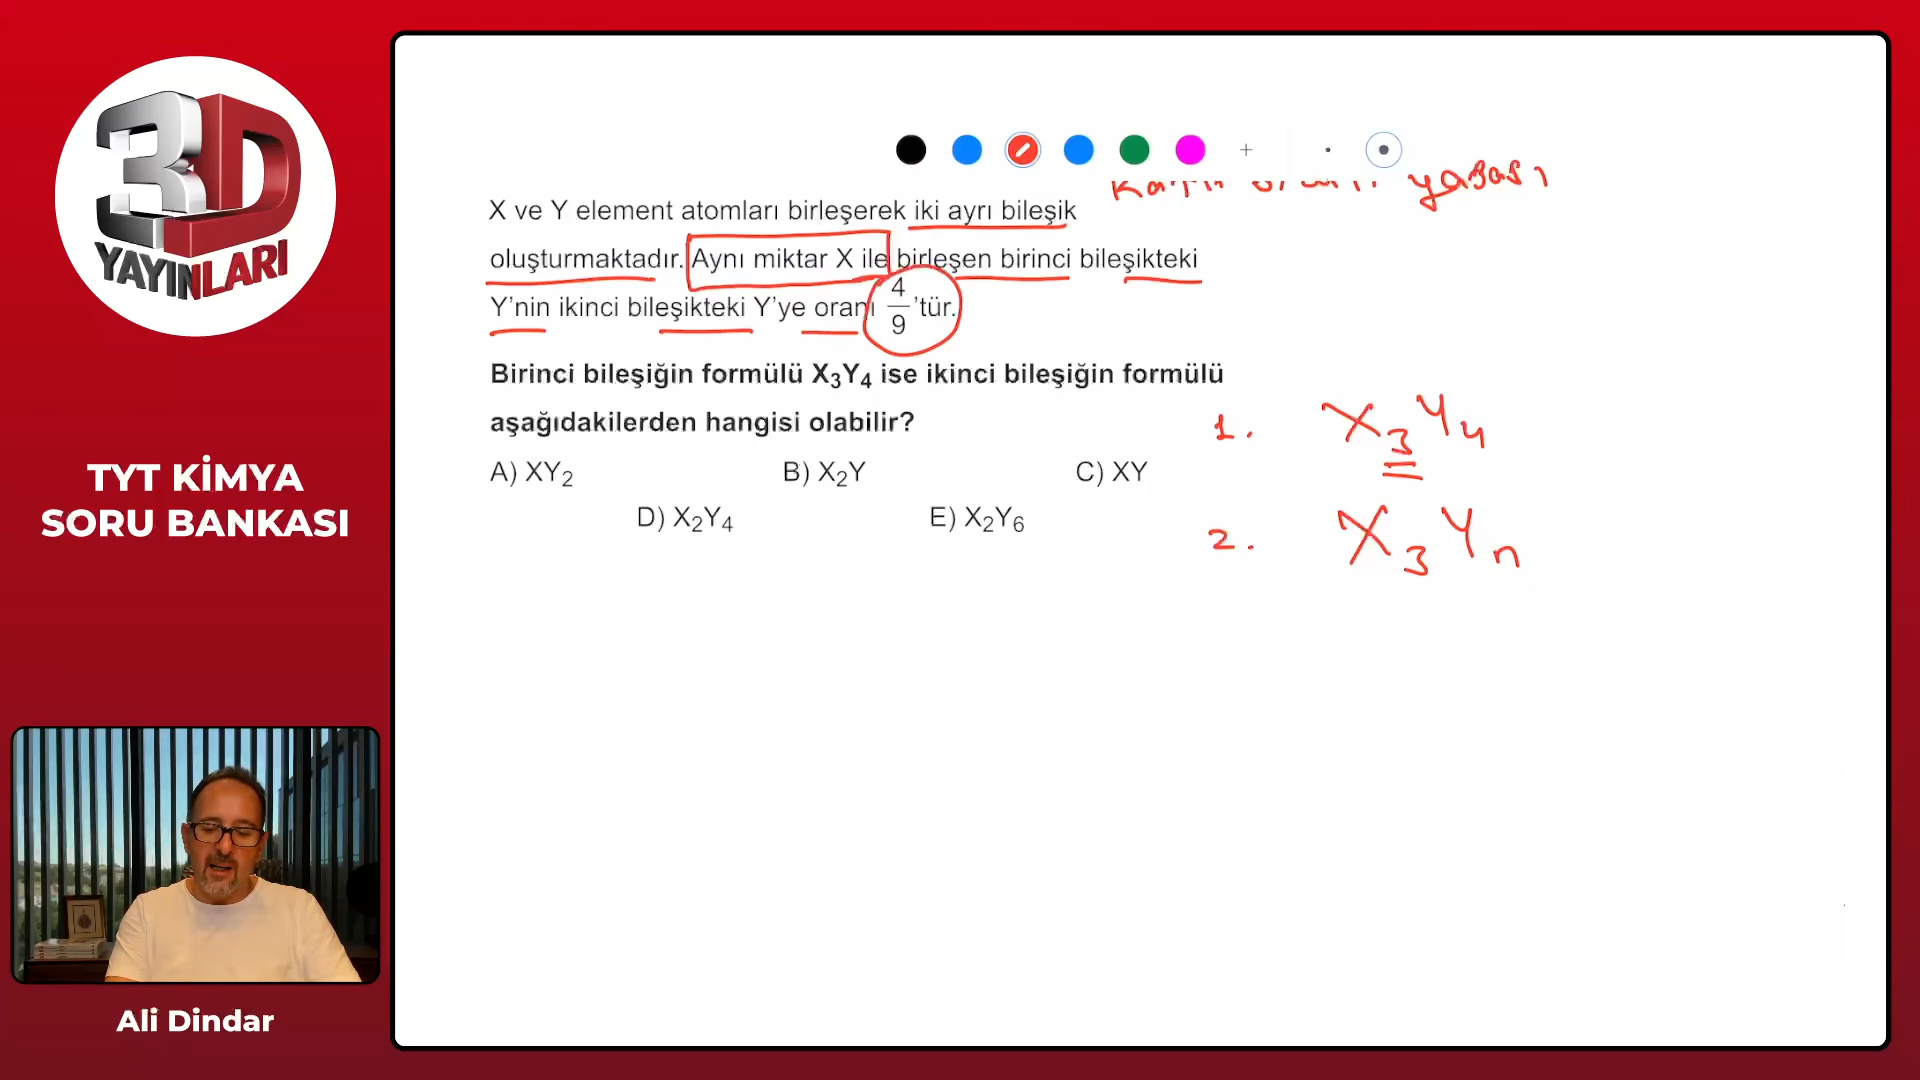 3D
YAYINLARI
TYT KİMYA
SORU BANKASI
Ali Dindar
yasası
X ve Y element atomları birleşerek iki ayrı bileşik
oluşturmaktadır. Aynı miktar X ile birleşen birinci bileşikteki
Y'nin ikinci bileşikteki Y'ye oranı 4/9 'tür.
Birinci bileşiğin formülü X₃Y₄ ise ikinci bileşiğin formülü
aşağıdakilerden hangisi olabilir?
A) XY₂ B) X₂Y C) XY
D) X₂Y₄ E) X₂Y₆
1. X₃Y₄
2. X₃Yₙ